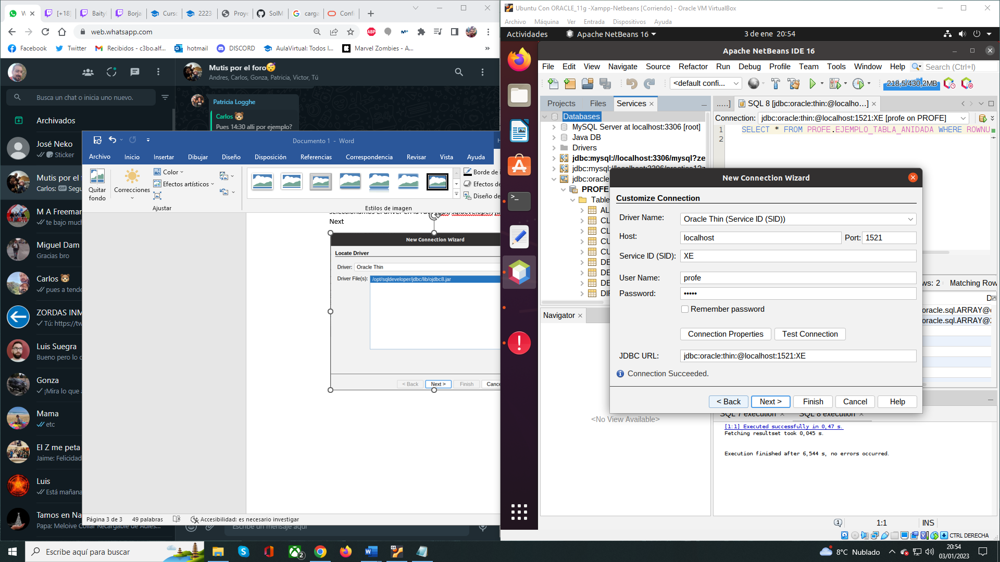 W
[+18]
Baityl
Borja
Curso
2223
Proye
SolM
carga
Confi
web.whatsapp.com
Facebook
Twitter
Recibidos - c3bo.alf...
hotmail
DISCORD
AulaVirtual: Todos l...
Marvel Zombies - A...
»
Mutis por el foro😴
Andres, Carlos, Gonza, Patricia, Victor, Tú
Busca un chat o inicia uno nuevo.
Archivados
José Neko
Sticker
Mutis por el f
Carlos: GIF Segu
M A Freemar
te bajo much
Miguel Dam
Gracias bro
Carlos 🐻
pues a tende
ZORDAS INM
Tú: https://tw
Luis Suegra
Bueno pero lo c
Gonza
¡Mira lo que a
Mama
etc
El Z me peta
Jaime: Felicidad
Luis
Está mañana
Tamos en Na
Papa: Meloive Collar Recargable de Adies...
Patricia Logghe
Carlos 🐻
Pues 14:30 alli por ejemplo?
Escribe un mensaje aquí
Documento 1 - Word
Archivo
Inicio
Insertar
Dibujar
Diseño
Disposición
Referencias
Correspondencia
Revisar
Vista
Ayuda
Quitar fondo
Correcciones
Color
Efectos artísticos
Ajustar
Estilos de imagen
Borde de i
Efectos de
Diseño de
Next
New Connection Wizard
Locate Driver
Driver: Oracle Thin
Driver File(s): /opt/sqldeveloper/jdbc/lib/ojdbc8.jar
< Back
Next >
Finish
Cance
Página 3 de 3
49 palabras
Accesibilidad: es necesario investigar
Ubuntu Con ORACLE_11g -Xampp-Netbeans [Corriendo] - Oracle VM VirtualBox
Archivo
Máquina
Ver
Entrada
Dispositivos
Ayuda
Actividades
Apache NetBeans 16
3 de ene 20:54
Apache NetBeans IDE 16
File Edit View Navigate Source Refactor Run Debug Profile Team Tools Window Help
Search (Ctrl+I)
<default confi...
218,5/430,2MB
Projects
Files
Services
.....]
SQL 8 [jdbc:oracle:thin:@localho...]
Databases
MySQL Server at localhost:3306 [root]
Java DB
Drivers
jdbc:mysql://localhost:3306/mysql?ze
jdbc:oracle
PROFE
Table
AL
CL
CL
CU
CU
DE
DE
DE
DIF
Connection: jdbc:oracle:thin:@localhost:1521:XE [profe on PROFE]
1 SELECT * FROM PROFE.EJEMPLO_TABLA_ANIDADA WHERE ROWNU
2
New Connection Wizard
Customize Connection
Driver Name: Oracle Thin (Service ID (SID))
Host: localhost
Port: 1521
Service ID (SID): XE
User Name: profe
Password: •••••
Remember password
Connection Properties
Test Connection
JDBC URL: jdbc:oracle:thin:@localhost:1521:XE
Connection Succeeded.
< Back
Next >
Finish
Cancel
Help
ws: 2
Matching Row
oracle.sql.ARRAY@
oracle.sql.ARRAY@2
Navigator
<No View Available>
SQL 7 execution
SQL 8 execution
[1:1] Executed successfully in 0,47 s.
Fetching resultset took 0,045 s.
Execution finished after 6,544 s, no errors occurred.
1
1:1
INS
CTRL DERECHA
Escribe aquí para buscar
2
8°C Nublado
20:54
03/01/2023